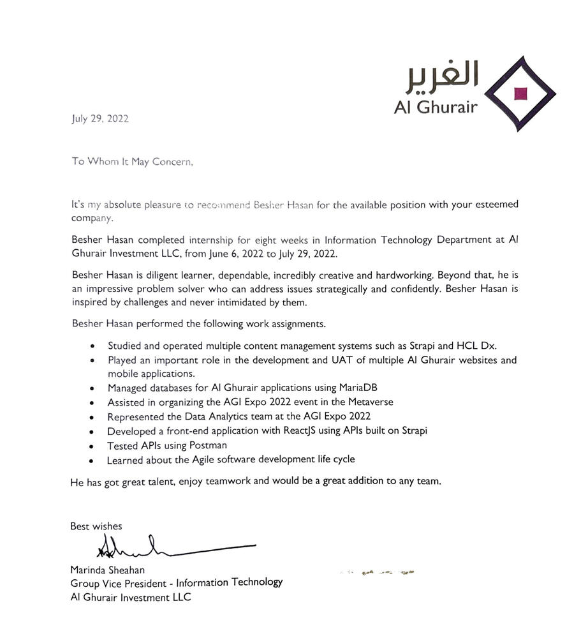 الغرير
Al Ghurair
July 29, 2022
To Whom It May Concern,
It's my absolute pleasure to recommend Besher Hasan for the available position with your esteemed
company.
Besher Hasan completed internship for eight weeks in Information Technology Department at Al
Ghurair Investment LLC, from June 6, 2022 to July 29, 2022.
Besher Hasan is diligent learner, dependable, incredibly creative and hardworking. Beyond that, he is
an impressive problem solver who can address issues strategically and confidently. Besher Hasan is
inspired by challenges and never intimidated by them.
Besher Hasan performed the following work assignments.
• Studied and operated multiple content management systems such as Strapi and HCL Dx.
• Played an important role in the development and UAT of multiple Al Ghurair websites and
mobile applications.
• Managed databases for Al Ghurair applications using MariaDB
• Assisted in organizing the AGI Expo 2022 event in the Metaverse
• Represented the Data Analytics team at the AGI Expo 2022
• Developed a front-end application with ReactJS using APIs built on Strapi
• Tested APIs using Postman
• Learned about the Agile software development life cycle
He has got great talent, enjoy teamwork and would be a great addition to any team.
Best wishes
Marinda Sheahan
Group Vice President - Information Technology
Al Ghurair Investment LLC